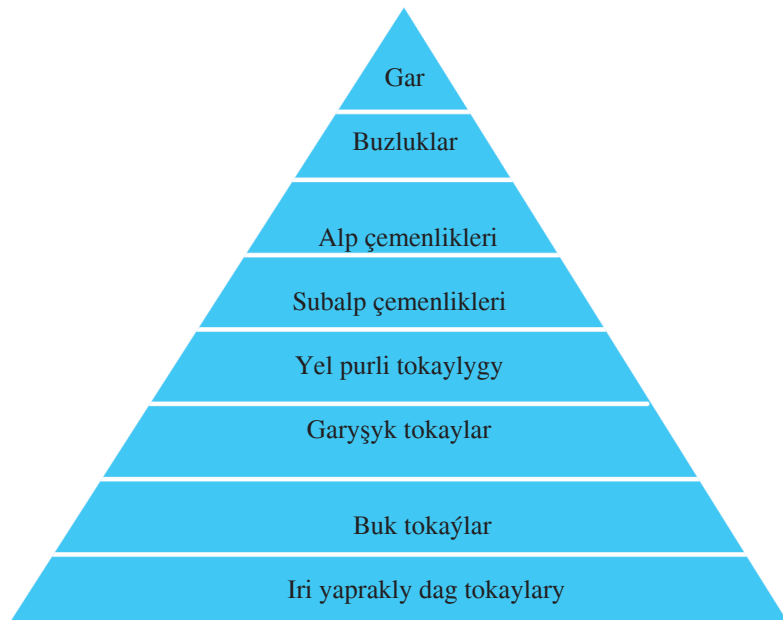 Gar
Buzluklar
Alp çemenlikleri
Subalp çemenlikleri
Yel purli tokaylygy
Garyşyk tokaylar
Buk tokaýlar
Iri yaprakly dag tokaylary